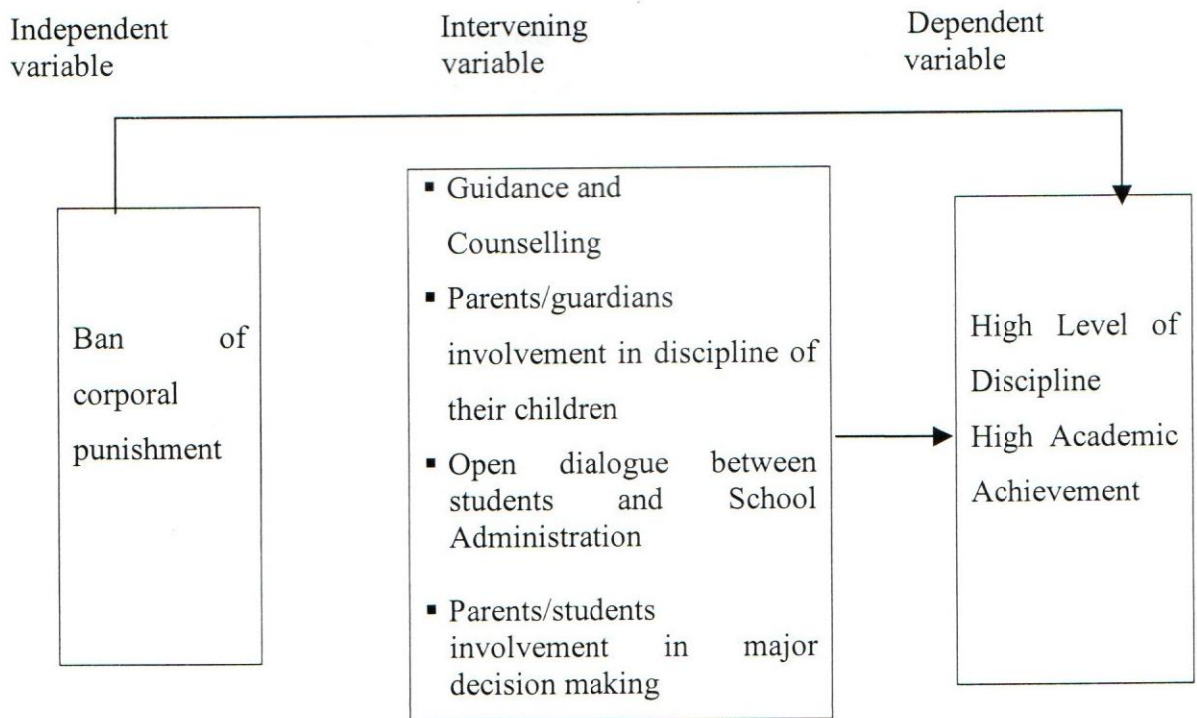 Independent
variable
Intervening
variable
Dependent
variable
Ban of
corporal
punishment
▪ Guidance and
Counselling
▪ Parents/guardians
involvement in discipline of
their children
▪ Open dialogue between
students and School
Administration
▪ Parents/students
involvement in major
decision making
High Level of
Discipline
High Academic
Achievement